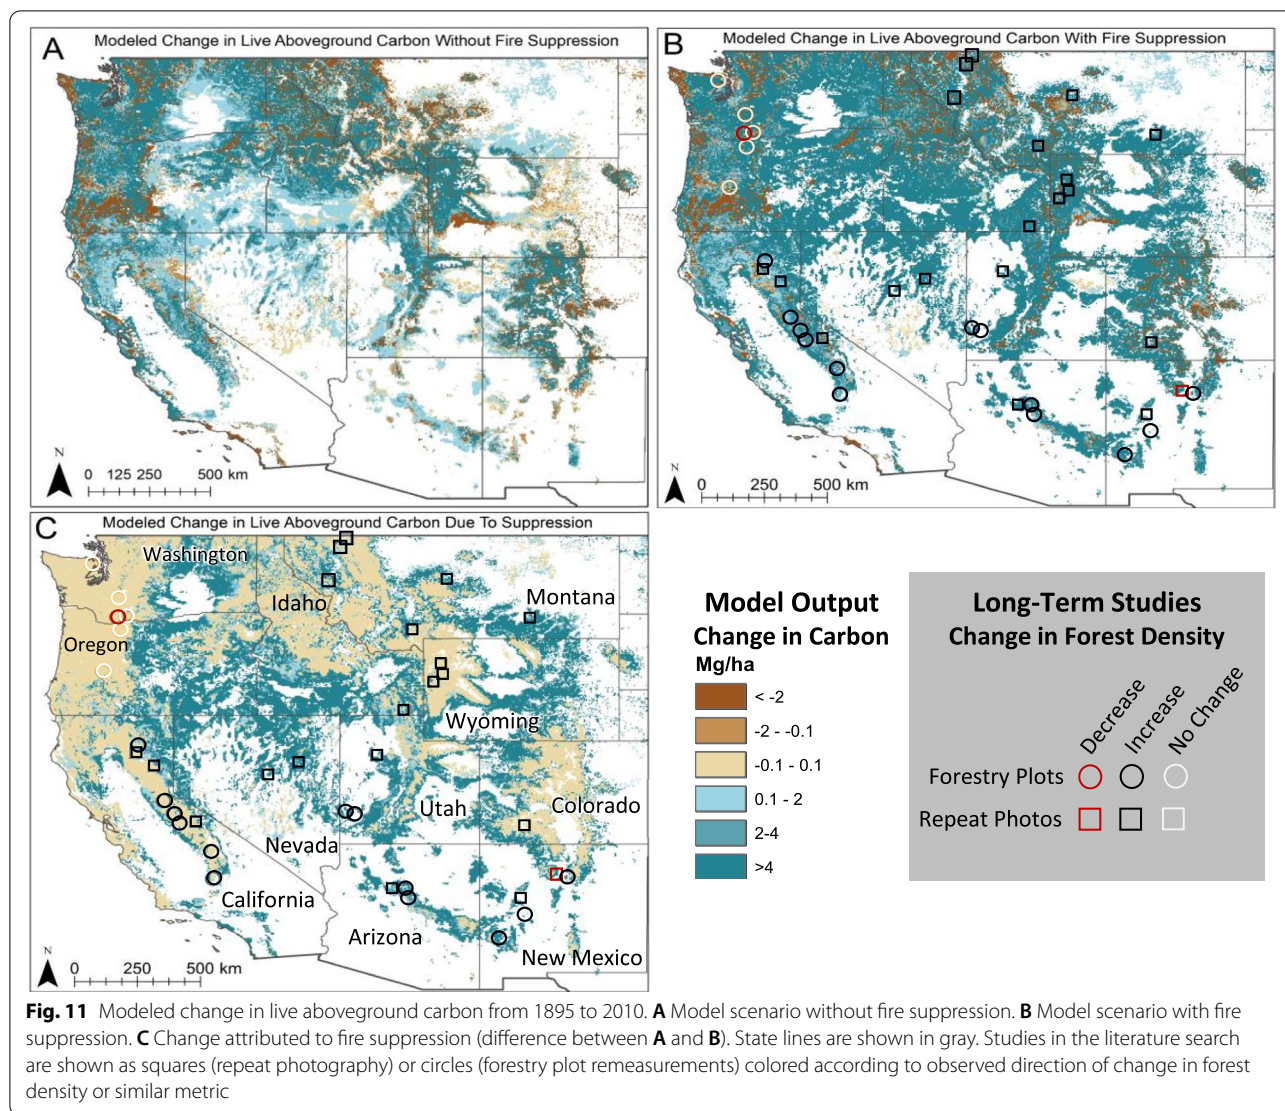 A
Modeled Change in Live Aboveground Carbon Without Fire Suppression
N
0 125 250 500 km
B
Modeled Change in Live Aboveground Carbon With Fire Suppression
N
0 250 500 km
C
Modeled Change in Live Aboveground Carbon Due To Suppression
Washington
Idaho
Montana
Oregon
Wyoming
Utah
Colorado
Nevada
California
Arizona
New Mexico
N
0 250 500 km
Model Output
Change in Carbon
Mg/ha
< -2
-2 - -0.1
-0.1 - 0.1
0.1 - 2
2-4
>4
Long-Term Studies
Change in Forest Density
Decrease
Increase
No Change
Forestry Plots
Repeat Photos
Fig. 11 Modeled change in live aboveground carbon from 1895 to 2010. A Model scenario without fire suppression. B Model scenario with fire
suppression. C Change attributed to fire suppression (difference between A and B). State lines are shown in gray. Studies in the literature search
are shown as squares (repeat photography) or circles (forestry plot remeasurements) colored according to observed direction of change in forest
density or similar metric